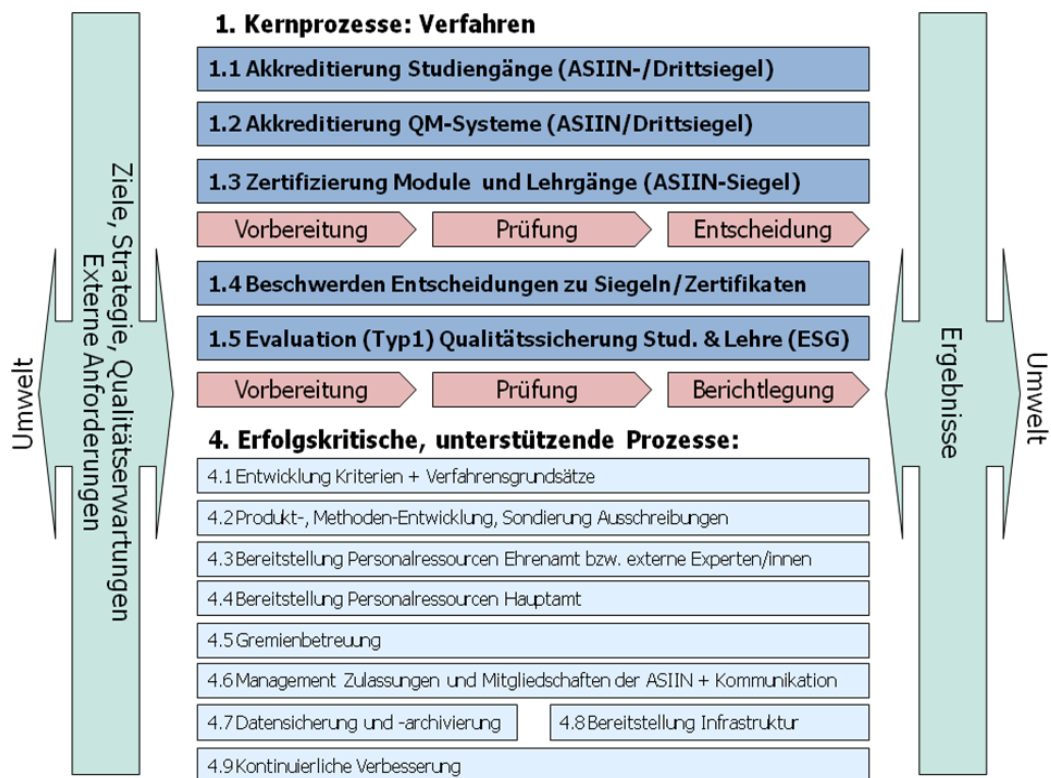 1. Kernprozesse: Verfahren
1.1 Akkreditierung Studiengänge (ASIIN-/Drittsiegel)
1.2 Akkreditierung QM-Systeme (ASIIN/Drittsiegel)
1.3 Zertifizierung Module und Lehrgänge (ASIIN-Siegel)
Vorbereitung Prüfung Entscheidung
1.4 Beschwerden Entscheidungen zu Siegeln/Zertifikaten
1.5 Evaluation (Typ1) Qualitätssicherung Stud. & Lehre (ESG)
Vorbereitung Prüfung Berichtlegung
4. Erfolgskritische, unterstützende Prozesse:
4.1 Entwicklung Kriterien + Verfahrensgrundsätze
4.2 Produkt-, Methoden-Entwicklung, Sondierung Ausschreibungen
4.3 Bereitstellung Personalressourcen Ehrenamt bzw. externe Experten/innen
4.4 Bereitstellung Personalressourcen Hauptamt
4.5 Gremienbetreuung
4.6 Management Zulassungen und Mitgliedschaften der ASIIN + Kommunikation
4.7 Datensicherung und -archivierung
4.8 Bereitstellung Infrastruktur
4.9 Kontinuierliche Verbesserung
Umwelt
Ziele, Strategie, Qualitätserwartungen
Externe Anforderungen
Ergebnisse
Umwelt